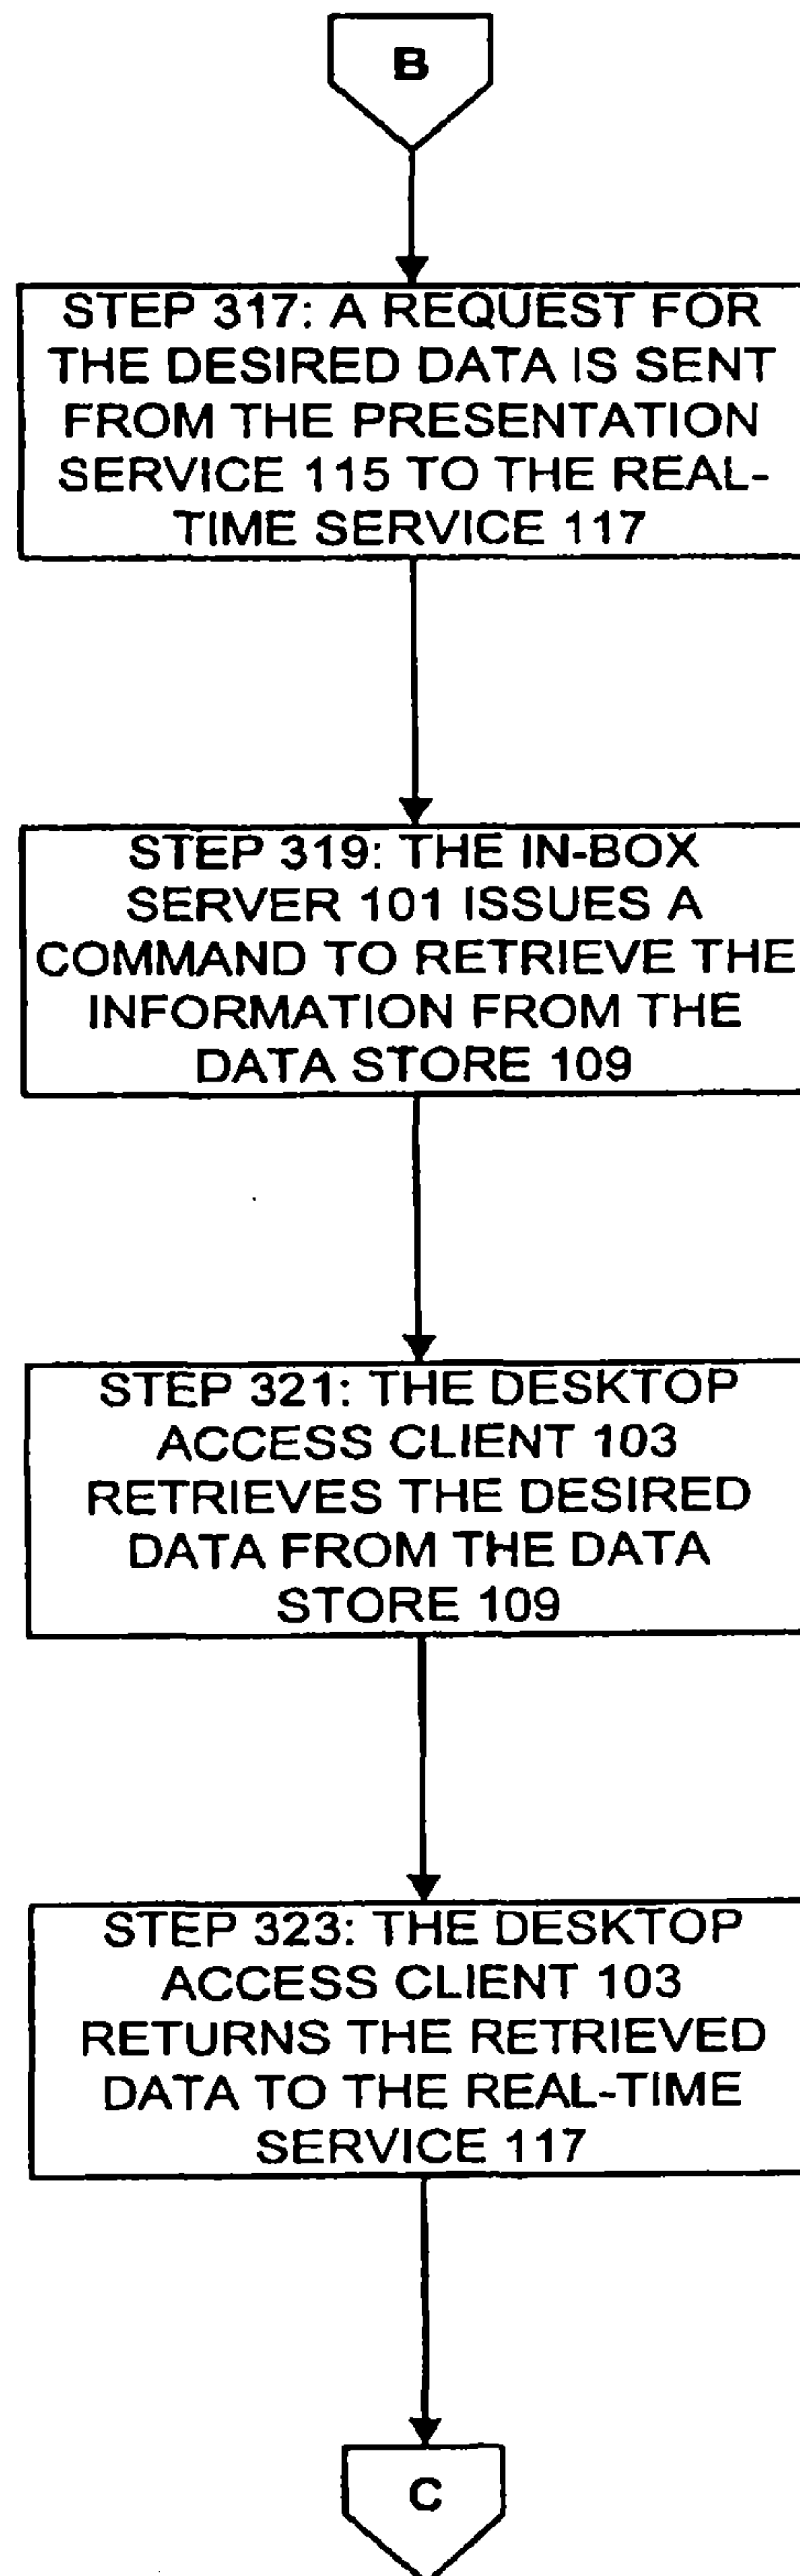 B
STEP 317: A REQUEST FOR
THE DESIRED DATA IS SENT
FROM THE PRESENTATION
SERVICE 115 TO THE REAL-
TIME SERVICE 117
STEP 319: THE IN-BOX
SERVER 101 ISSUES A
COMMAND TO RETRIEVE THE
INFORMATION FROM THE
DATA STORE 109
STEP 321: THE DESKTOP
ACCESS CLIENT 103
RETRIEVES THE DESIRED
DATA FROM THE DATA
STORE 109
STEP 323: THE DESKTOP
ACCESS CLIENT 103
RETURNS THE RETRIEVED
DATA TO THE REAL-TIME
SERVICE 117
C